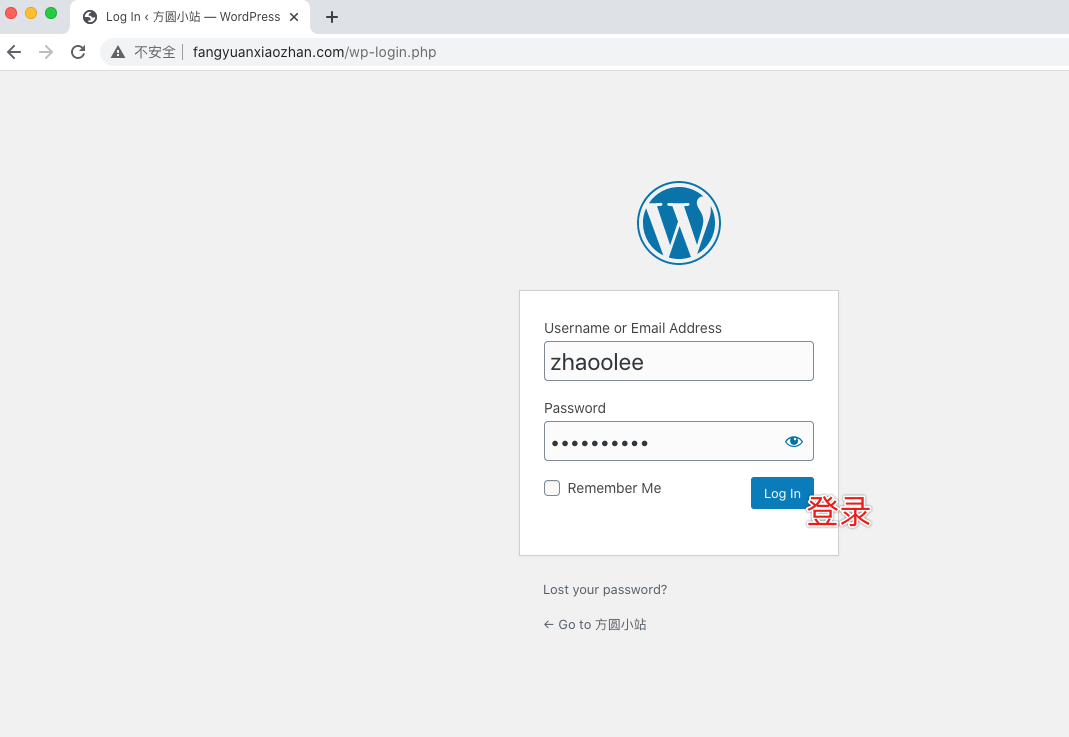 Log In ‹ 方圆小站 — WordPress
不安全 fangyuanxiaozhan.com/wp-login.php
Username or Email Address
zhaoolee
Password
••••••••••
Remember Me
Log In
登录
Lost your password?
← Go to 方圆小站